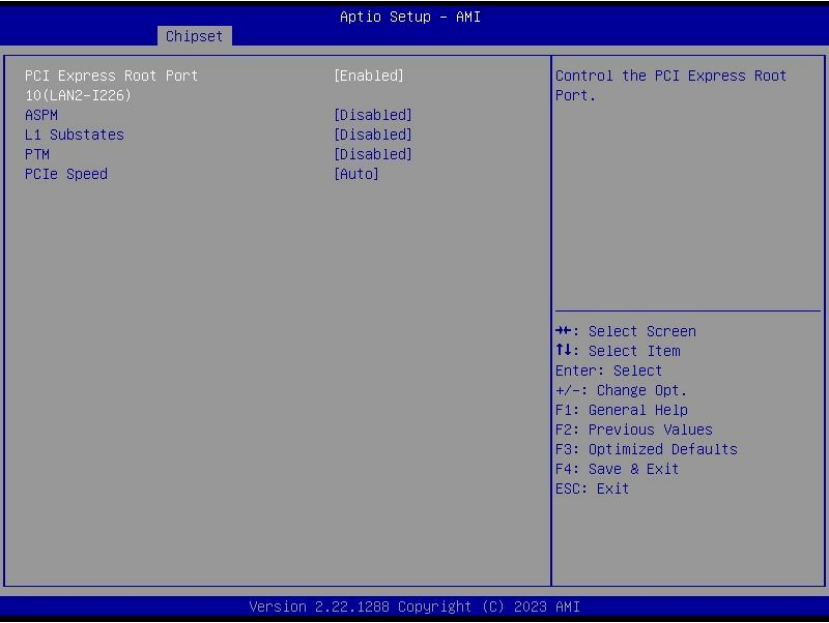 Aptio Setup – AMI
Chipset
PCI Express Root Port [Enabled]
10(LAN2-I226)
ASPM [Disabled]
L1 Substates [Disabled]
PTM [Disabled]
PCIe Speed [Auto]
Control the PCI Express Root
Port.
→←: Select Screen
↑↓: Select Item
Enter: Select
+/-: Change Opt.
F1: General Help
F2: Previous Values
F3: Optimized Defaults
F4: Save & Exit
ESC: Exit
Version 2.22.1288 Copyright (C) 2023 AMI